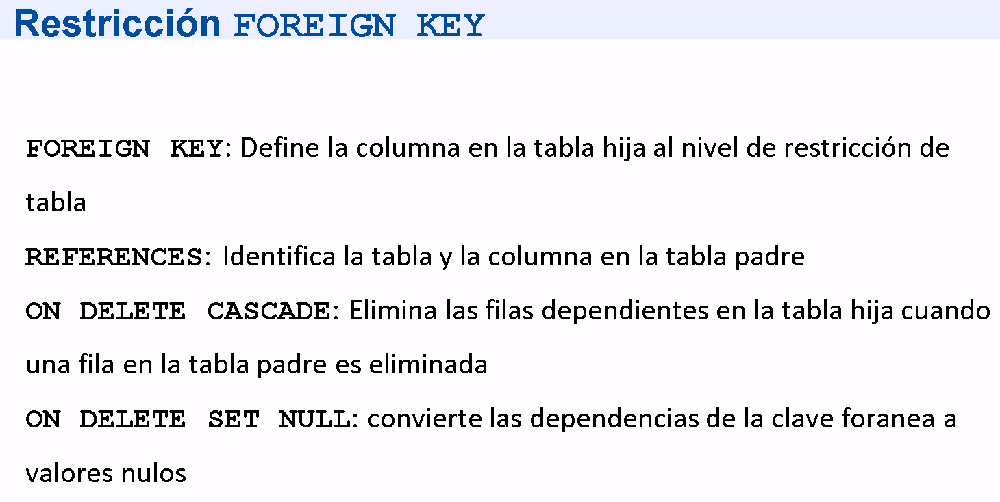 Restricción FOREIGN KEY
FOREIGN KEY: Define la columna en la tabla hija al nivel de restricción de
tabla
REFERENCES: Identifica la tabla y la columna en la tabla padre
ON DELETE CASCADE: Elimina las filas dependientes en la tabla hija cuando
una fila en la tabla padre es eliminada
ON DELETE SET NULL: convierte las dependencias de la clave foranea a
valores nulos